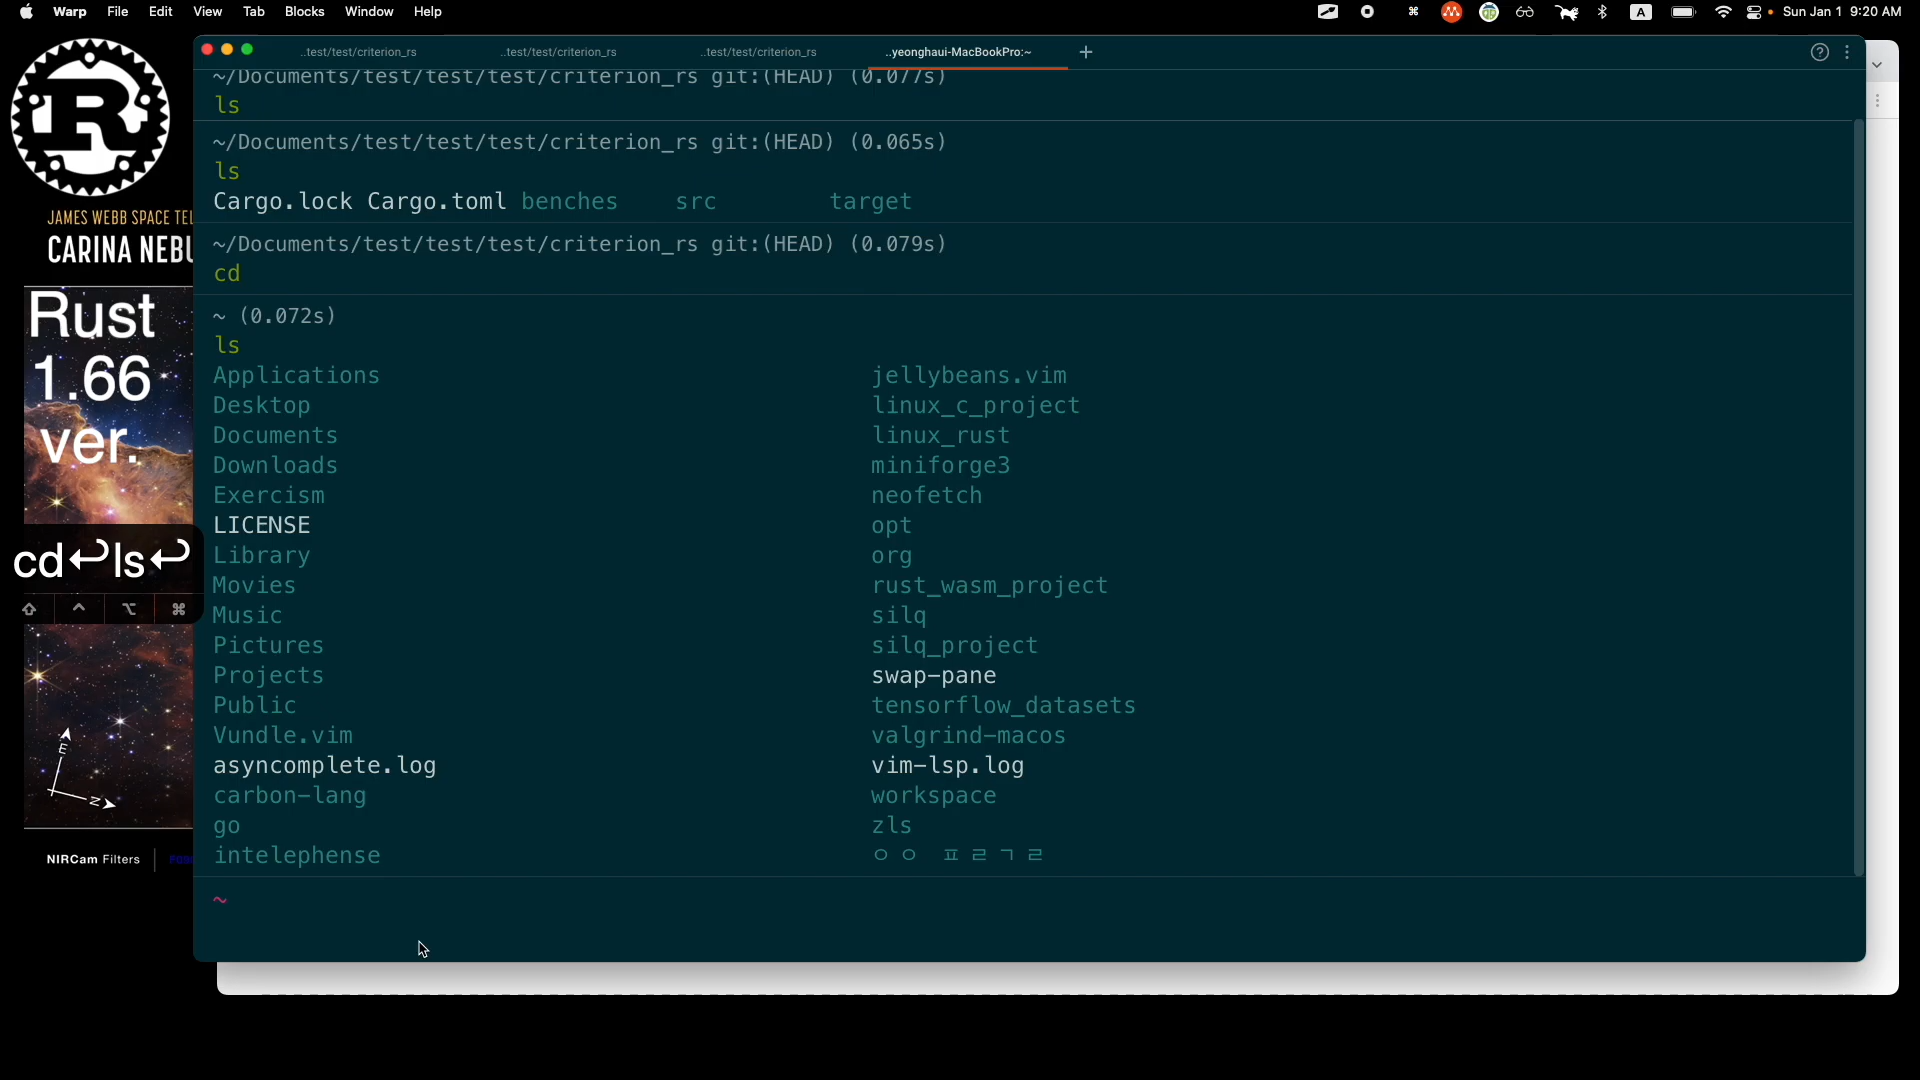 Warp File Edit View Tab Blocks Window Help
A
Sun Jan 1 9:20 AM
..test/test/criterion_rs ..test/test/criterion_rs ..test/test/criterion_rs ..yeonghaui-MacBookPro:~ +
~/Documents/test/test/test/criterion_rs git:(HEAD) (0.077s)
ls
~/Documents/test/test/test/criterion_rs git:(HEAD) (0.065s)
ls
Cargo.lock Cargo.toml benches src target
~/Documents/test/test/test/criterion_rs git:(HEAD) (0.079s)
cd
~ (0.072s)
ls
Applications jellybeans.vim
Desktop linux_c_project
Documents linux_rust
Downloads miniforge3
Exercism neofetch
LICENSE opt
Library org
Movies rust_wasm_project
Music silq
Pictures silq_project
Projects swap-pane
Public tensorflow_datasets
Vundle.vim valgrind-macos
asyncomplete.log vim-lsp.log
carbon-lang workspace
go zls
intelephense ㅇㅇ ㅍㄹㄱㄹ
~
R
JAMES WEBB SPACE TEL
CARINA NEBU
Rust
1.66
ver.
cd↩ls↩
⇧ ^ ⌥ ⌘
E
N
NIRCam Filters